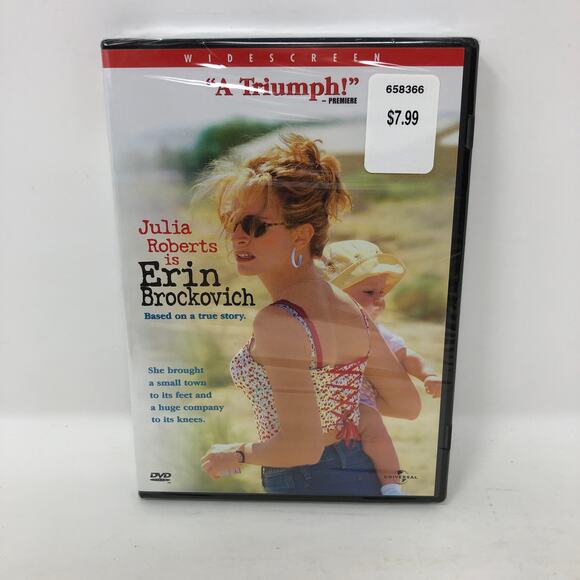 WIDESCREEN
"A Triumph!"
– PREMIERE
658366
$7.99
Julia
Roberts
is
Erin
Brockovich
Based on a true story.
She brought
a small town
to its feet and
a huge company
to its knees.
DVD
UNIVERSAL